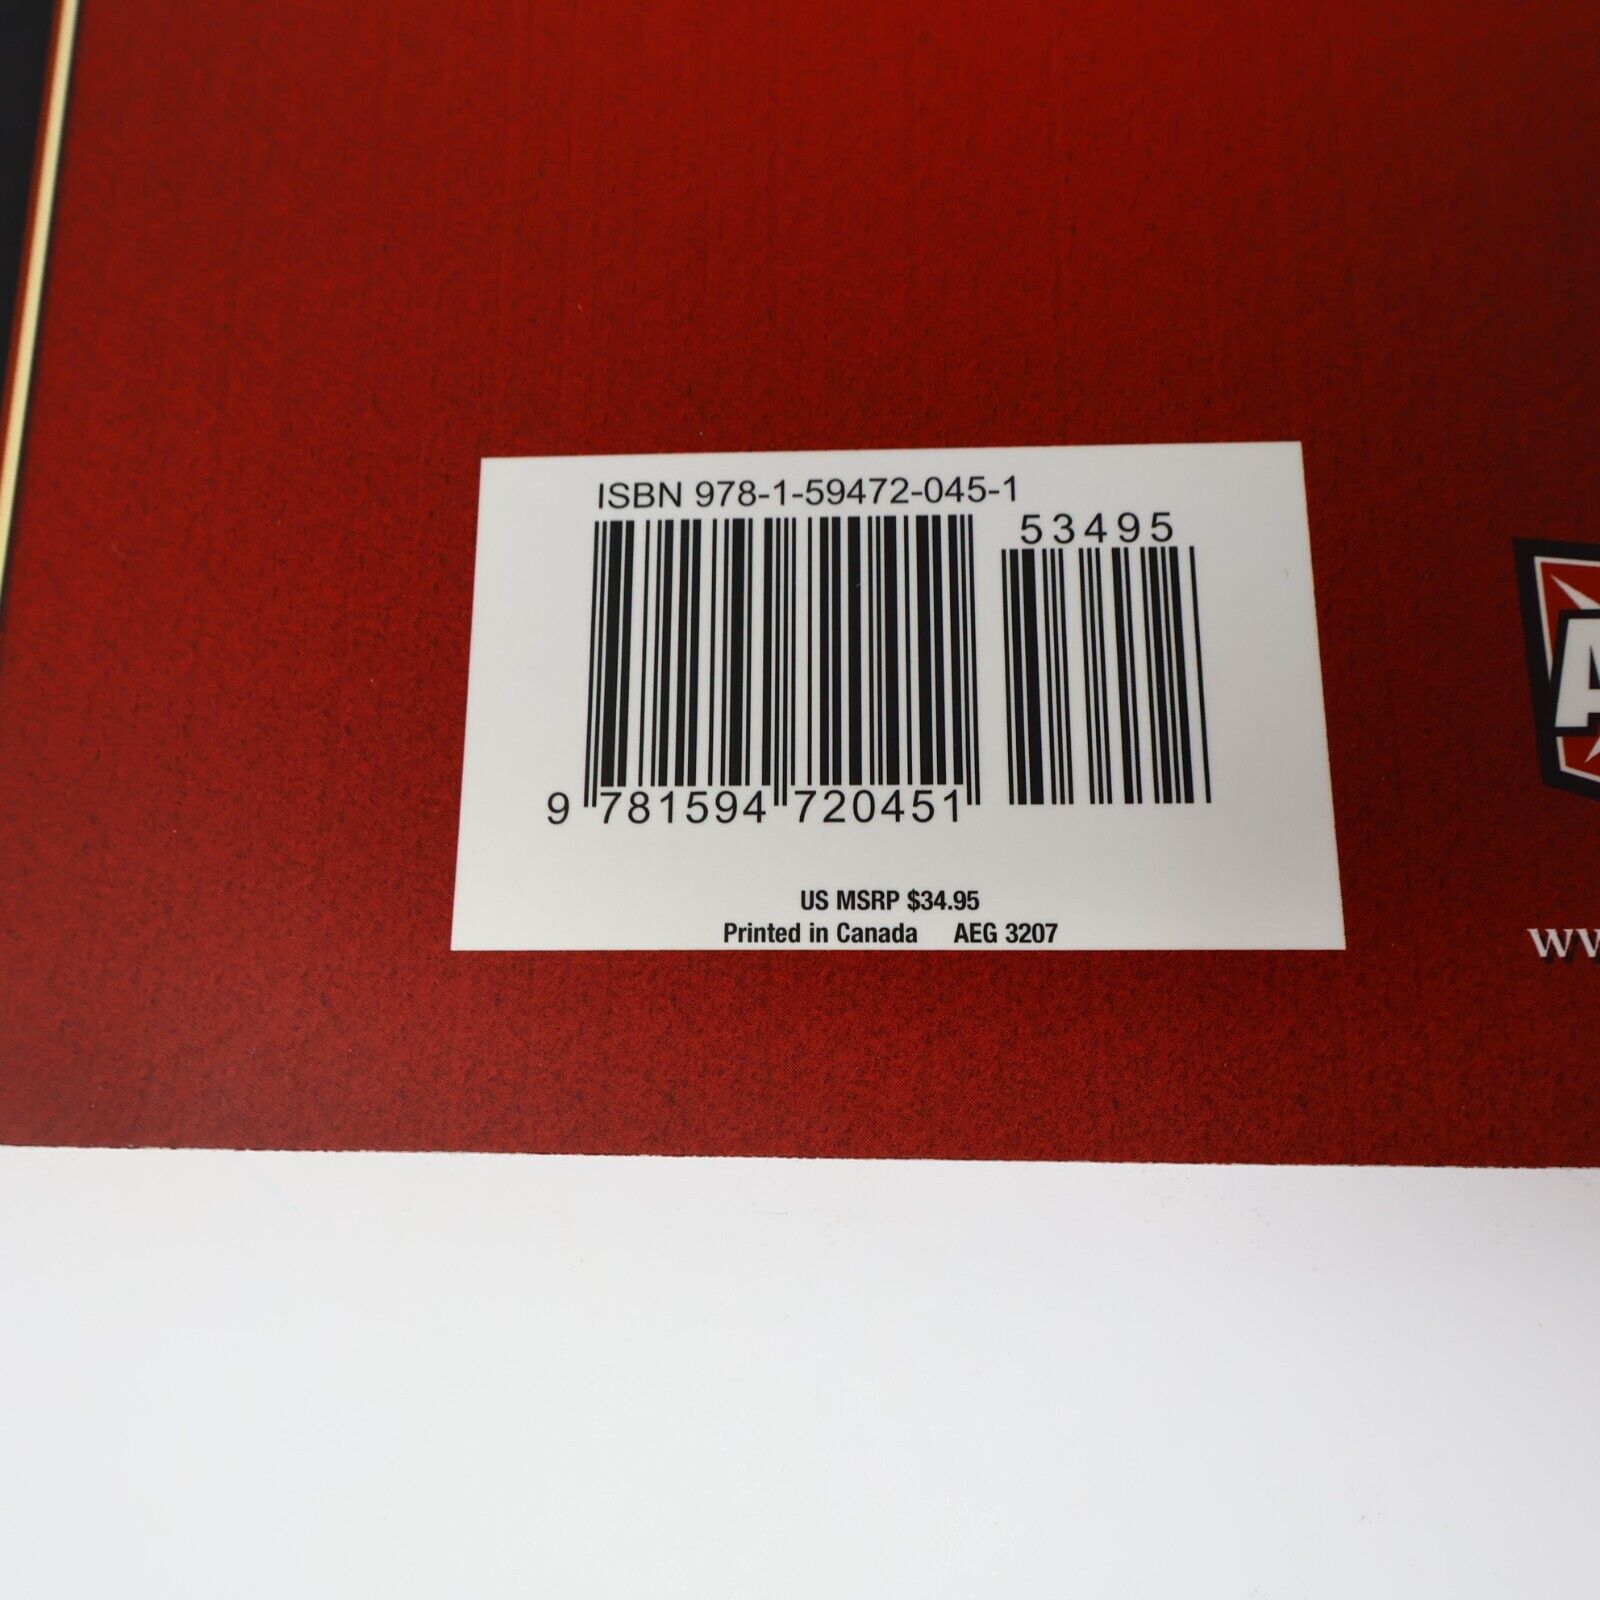 ISBN 978-1-59472-045-1
53495
9 781594 720451
US MSRP $34.95
Printed in Canada AEG 3207